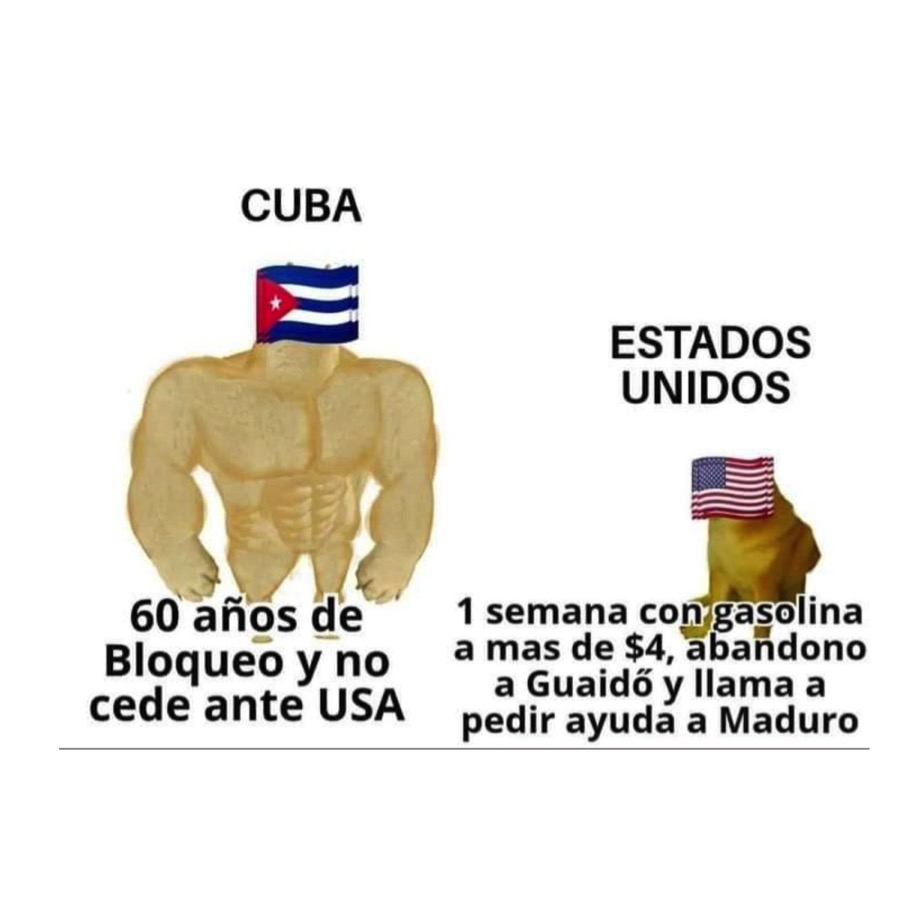 CUBA
60 años de
Bloqueo y no
cede ante USA
ESTADOS
UNIDOS
1 semana con gasolina
a mas de $4, abandono
a Guaidő y llama a
pedir ayuda a Maduro